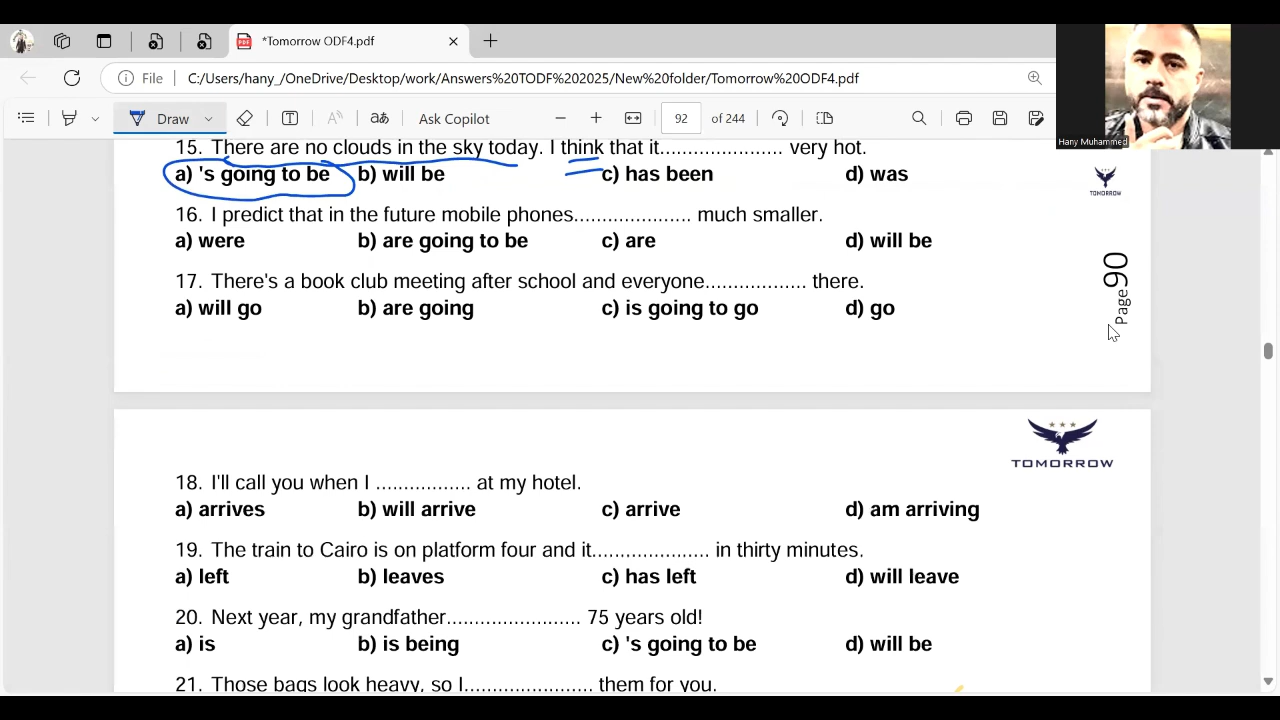 *Tomorrow ODF4.pdf
File C:/Users/hany_/OneDrive/Desktop/work/Answers%20TODF%202025/New%20folder/Tomorrow%20ODF4.pdf
Draw Ask Copilot 92 of 244
Hany Muhammed
15. There are no clouds in the sky today. I think that it...................... very hot.
a) 's going to be b) will be c) has been d) was
TOMORROW
16. I predict that in the future mobile phones..................... much smaller.
a) were b) are going to be c) are d) will be
17. There's a book club meeting after school and everyone.................. there.
a) will go b) are going c) is going to go d) go
Page 90
TOMORROW
18. I'll call you when I ................. at my hotel.
a) arrives b) will arrive c) arrive d) am arriving
19. The train to Cairo is on platform four and it..................... in thirty minutes.
a) left b) leaves c) has left d) will leave
20. Next year, my grandfather........................ 75 years old!
a) is b) is being c) 's going to be d) will be
21. Those bags look heavy, so I....................... them for you.